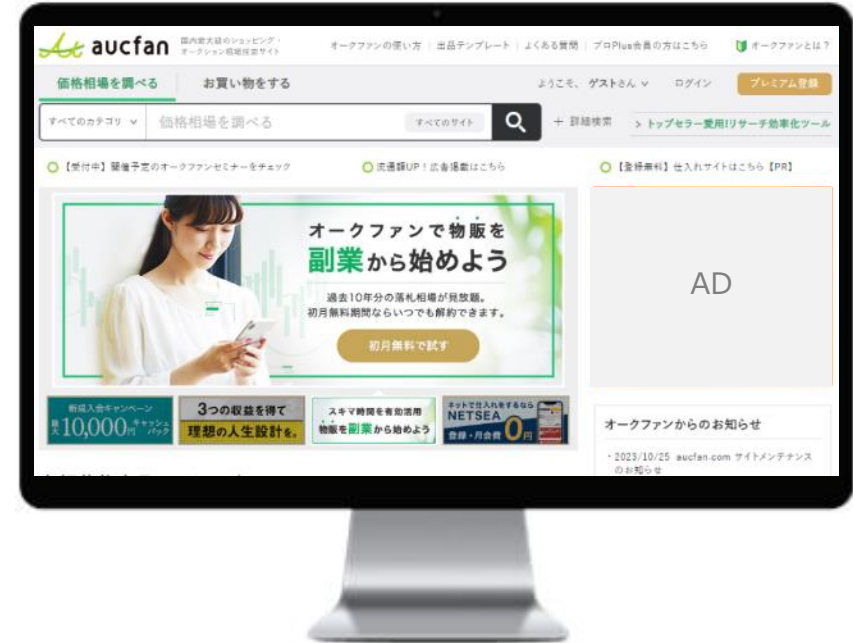 aucfan
国内最大級のショッピング・
オークション相場検索サイト
オークファンの使い方 | 出品テンプレート | よくある質問 | プロPlus会員の方はこちら
オークファンとは？
価格相場を調べる
お買い物をする
ようこそ、 ゲストさん ログイン
プレミアム登録
すべてのカテゴリ
価格相場を調べる
すべてのサイト
＋ 詳細検索
> トップセラー愛用!リサーチ効率化ツール
【受付中】開催予定のオークファンセミナーをチェック
流通額UP！広告掲載はこちら
【登録無料】仕入れサイトはこちら【PR】
オークファンで物販を
副業から始めよう
過去10年分の落札相場が見放題。
初月無料期間ならいつでも解約できます。
初月無料で試す
AD
新規入会キャンペーン
最大10,000円 キャッシュバック
3つの収益を得て
理想の人生設計を。
スキマ時間を有効活用
物販を副業から始めよう
ネットで仕入れをするなら
NETSEA
登録・月会費0円
オークファンからのお知らせ
・2023/10/25 aucfan.com サイトメンテナンス
のお知らせ